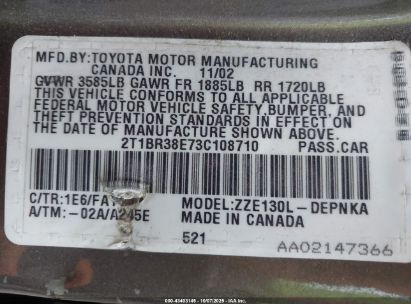 MFD.BY:TOYOTA MOTOR MANUFACTURING
CANADA INC. 11/02
GVWR 3585LB GAWR FR 1885LB RR 1720LB
THIS VEHICLE CONFORMS TO ALL APPLICABLE
FEDERAL MOTOR VEHICLE SAFETY,BUMPER, AND
THEFT PREVENTION STANDARDS IN EFFECT ON
THE DATE OF MANUFACTURE SHOWN ABOVE.
2T1BR38E73C108710 PASS.CAR
C/TR:1E6/FA MODEL:ZZE130L-DEPNKA
A/TM:-02A/A245E MADE IN CANADA
521
AA02147366